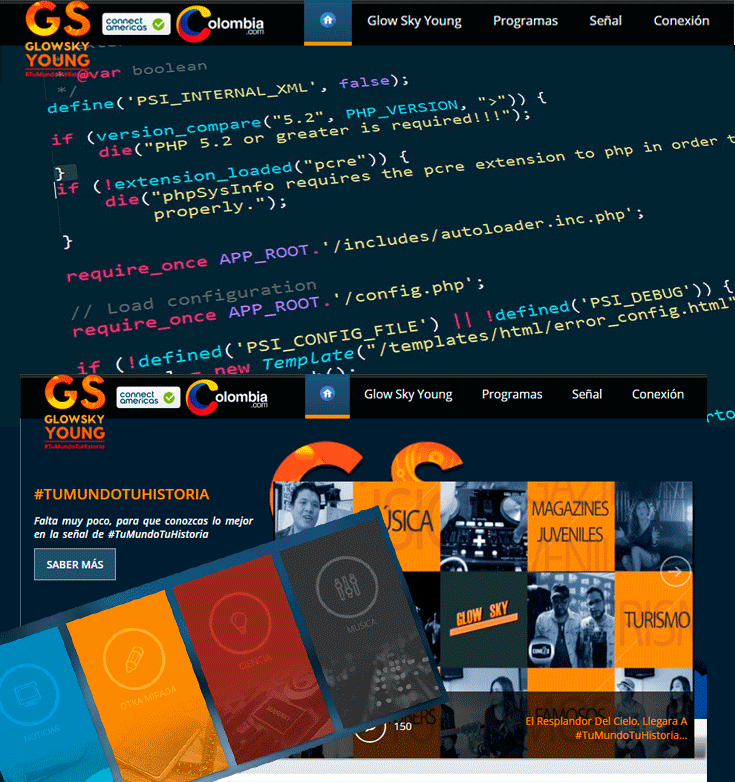 GS
GLOWSKY
YOUNG
#TuMundoTuHistoria
connect
americas
Colombia
.com
Glow Sky Young
Programas
Señal
Conexión
* @var boolean
*/
define('PSI_INTERNAL_XML', false);
if (version_compare("5.2", PHP_VERSION, ">")) {
die("PHP 5.2 or greater is required!!!");
}
if (!extension_loaded("pcre")) {
die("phpSysInfo requires the pcre extension to php in order t
properly.");
}
require_once APP_ROOT.'/includes/autoloader.inc.php';
// Load configuration
require_once APP_ROOT.'/config.php';
if (!defined('PSI_CONFIG_FILE') || !defined('PSI_DEBUG')) {
= new Template("/templates/html/error_config.html"
GS
GLOWSKY
YOUNG
#TuMundoTuHistoria
connect
americas
Colombia
.com
Glow Sky Young
Programas
Señal
Conexión
GS
#TUMUNDOTUHISTORIA
Falta muy poco, para que conozcas lo mejor
en la señal de #TuMundoTuHistoria
SABER MÁS
ÚSICA
MAGAZINES
JUVENILES
GLOW SKY
TURISMO
FAMOSOS
NOTICIAS
OTRA MIRADA
CIENCIA
MUSICA
150
El Resplandor Del Cielo, Llegara A
#TuMundoTuHistoria...